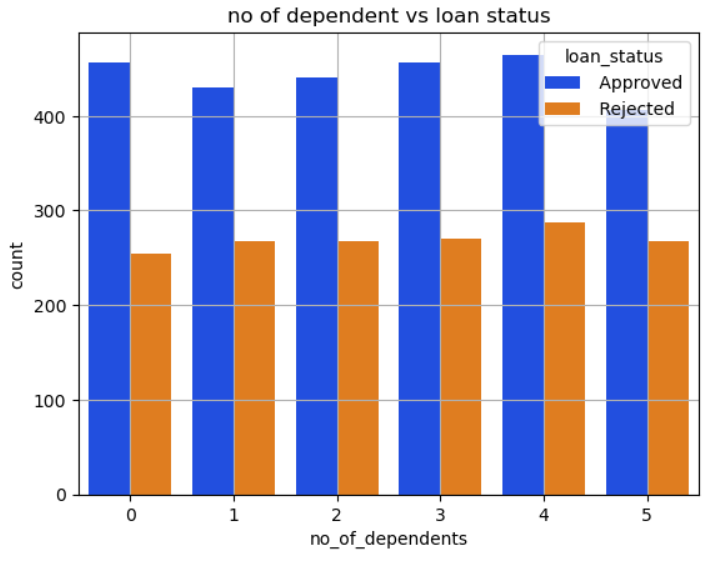 no of dependent vs loan status
loan_status
Approved
Rejected
400
300
200
100
0
count
0 1 2 3 4 5
no_of_dependents